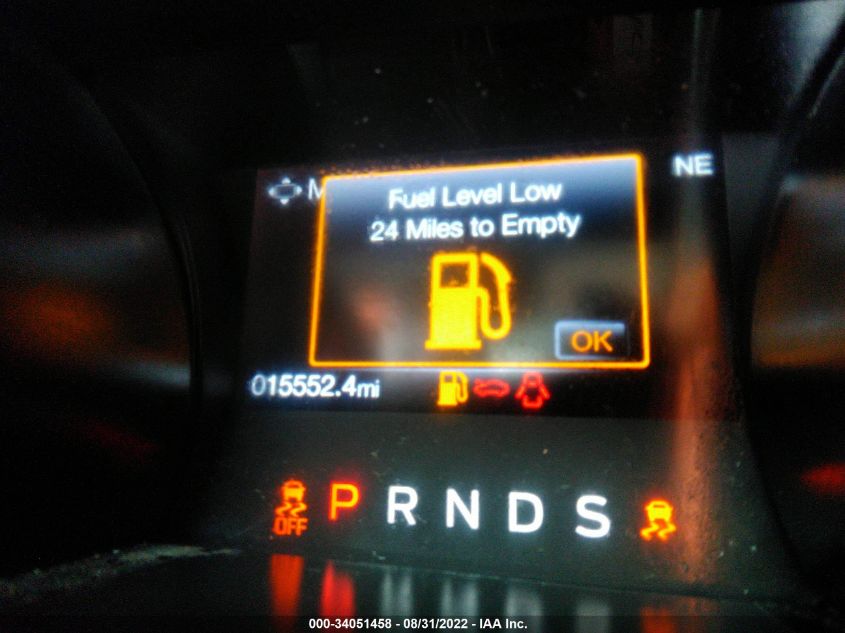 NE
M
Fuel Level Low
24 Miles to Empty
OK
015552.4mi
OFF P R N D S
000-34051458 - 08/31/2022 - IAA Inc.